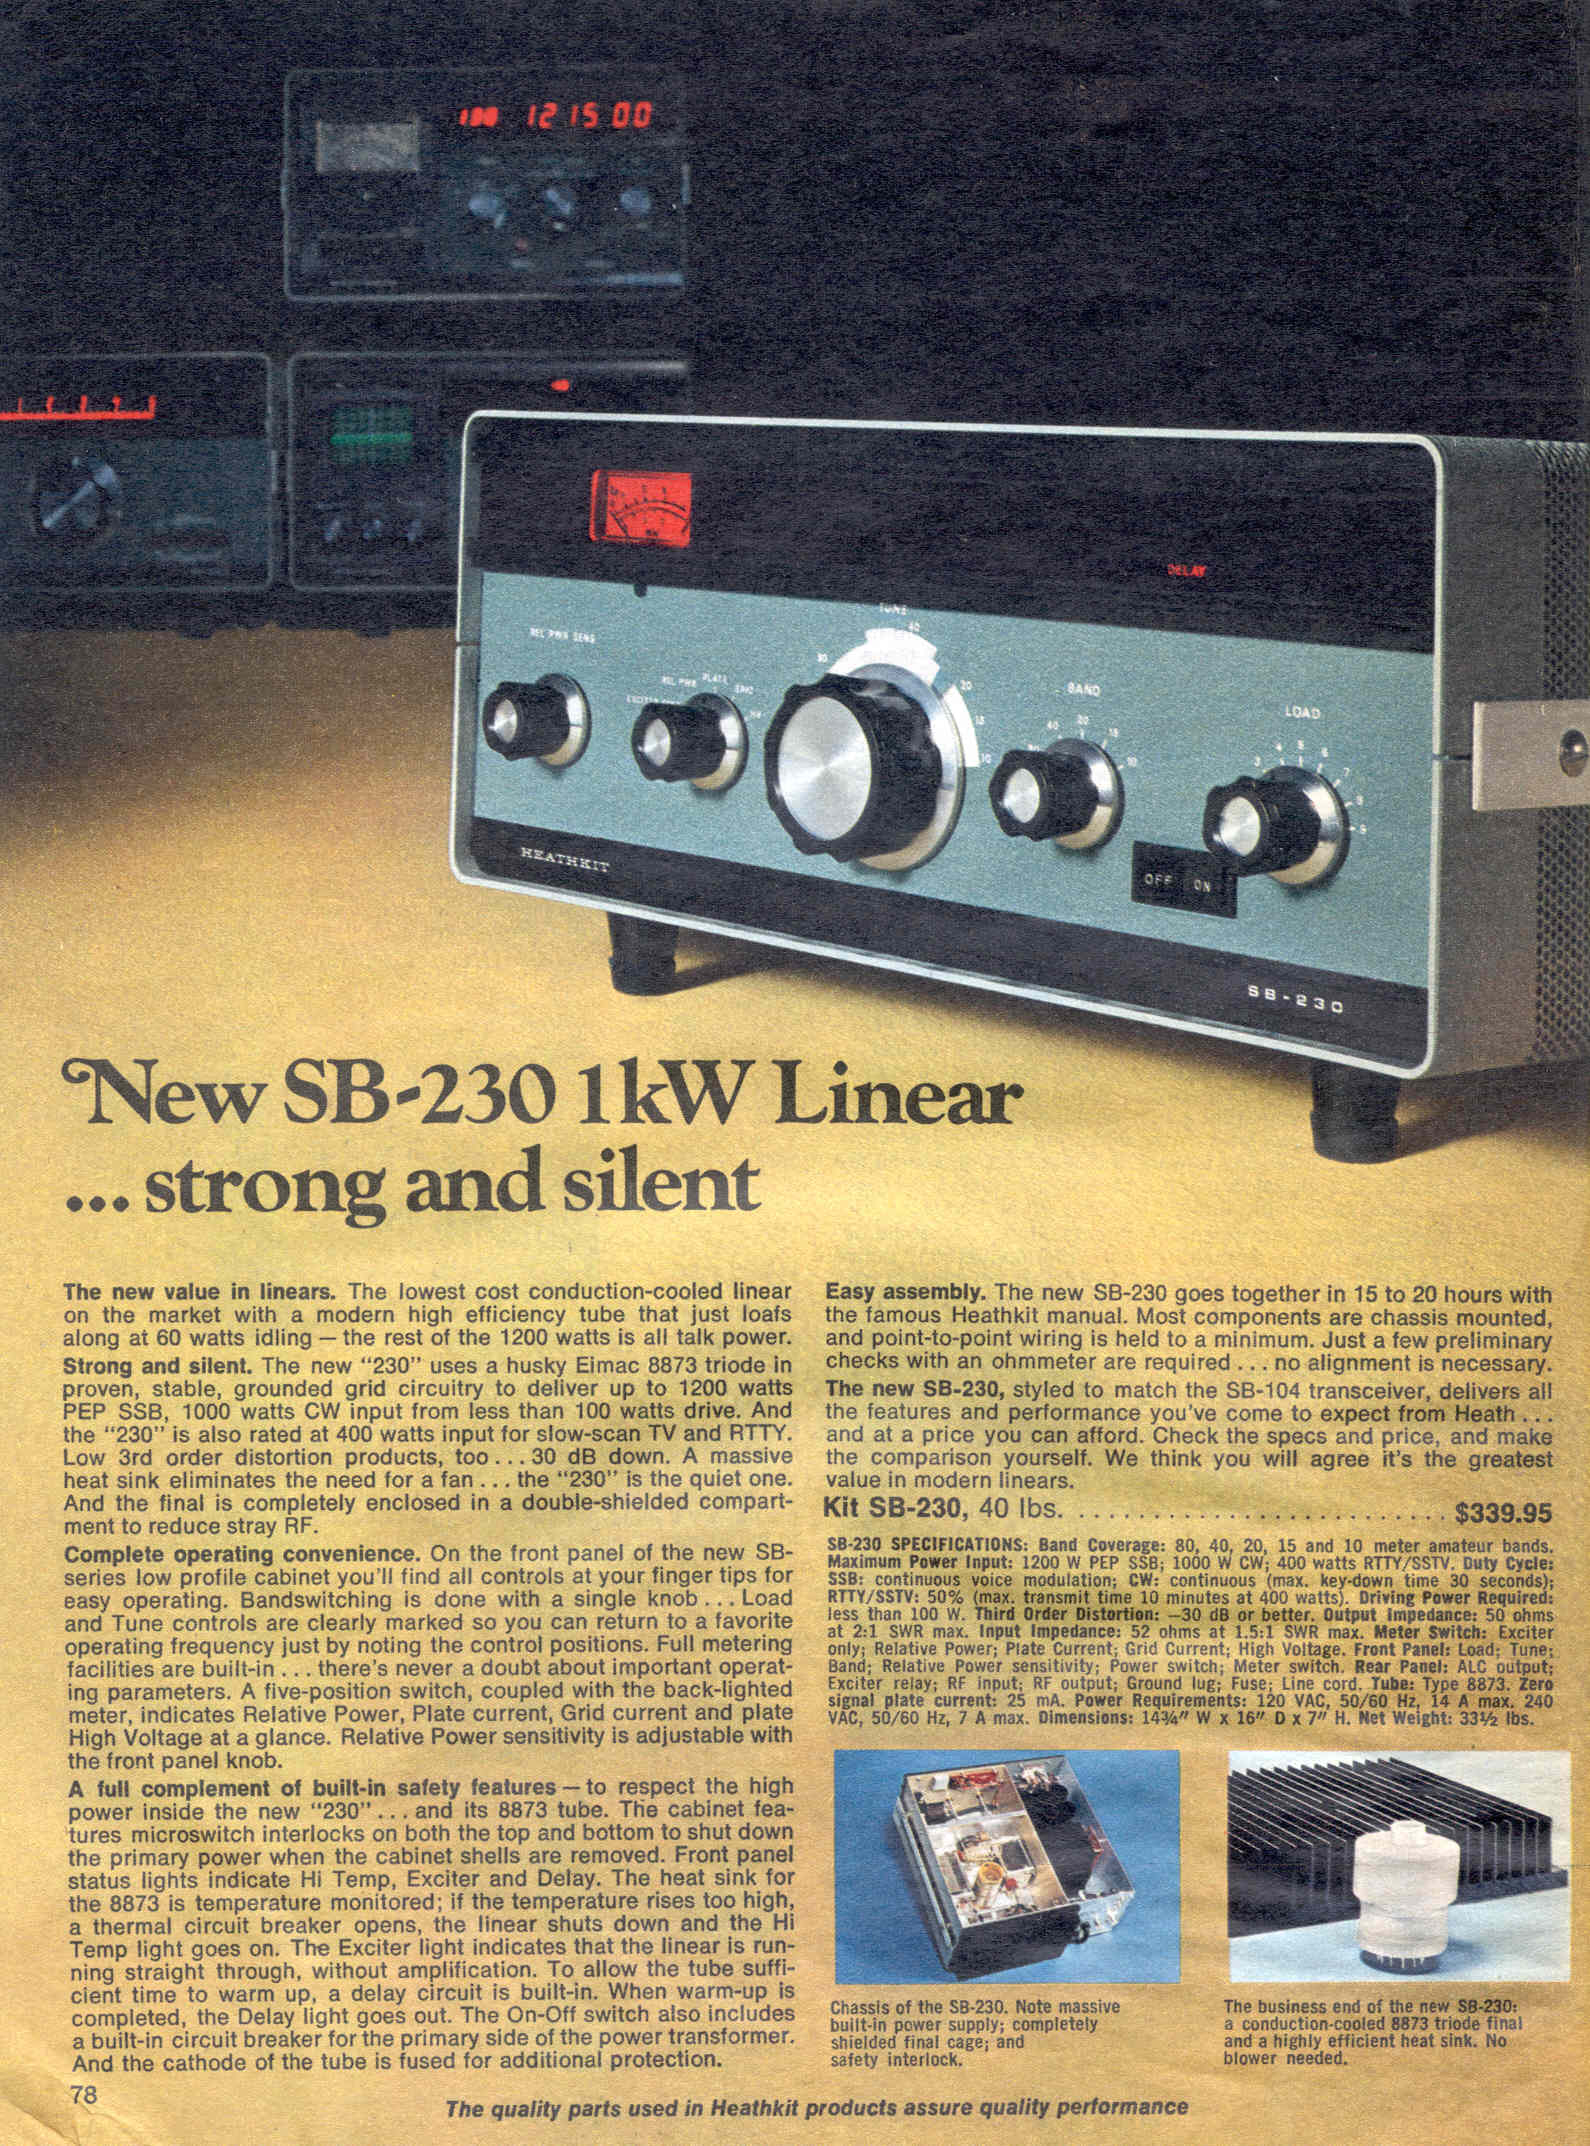 12 15 00
DELAY
TUNE
REL PWR SENS
40
80
REL PWR
PLATE
GRID
HV
20
15
10
BAND
40
20
15
10
LOAD
3 4 5 6 7 8 9
HEATHKIT
OFF ON
SB-230
New SB-230 1kW Linear
...strong and silent
The new value in linears. The lowest cost conduction-cooled linear
on the market with a modern high efficiency tube that just loafs
along at 60 watts idling — the rest of the 1200 watts is all talk power.
Strong and silent. The new "230" uses a husky Eimac 8873 triode in
proven, stable, grounded grid circuitry to deliver up to 1200 watts
PEP SSB, 1000 watts CW input from less than 100 watts drive. And
the "230" is also rated at 400 watts input for slow-scan TV and RTTY.
Low 3rd order distortion products, too...30 dB down. A massive
heat sink eliminates the need for a fan...the "230" is the quiet one.
And the final is completely enclosed in a double-shielded compart-
ment to reduce stray RF.
Complete operating convenience. On the front panel of the new SB-
series low profile cabinet you'll find all controls at your finger tips for
easy operating. Bandswitching is done with a single knob...Load
and Tune controls are clearly marked so you can return to a favorite
operating frequency just by noting the control positions. Full metering
facilities are built-in...there's never a doubt about important operat-
ing parameters. A five-position switch, coupled with the back-lighted
meter, indicates Relative Power, Plate current, Grid current and plate
High Voltage at a glance. Relative Power sensitivity is adjustable with
the front panel knob.
A full complement of built-in safety features — to respect the high
power inside the new "230"...and its 8873 tube. The cabinet fea-
tures microswitch interlocks on both the top and bottom to shut down
the primary power when the cabinet shells are removed. Front panel
status lights indicate Hi Temp, Exciter and Delay. The heat sink for
the 8873 is temperature monitored; if the temperature rises too high,
a thermal circuit breaker opens, the linear shuts down and the Hi
Temp light goes on. The Exciter light indicates that the linear is run-
ning straight through, without amplification. To allow the tube suffi-
cient time to warm up, a delay circuit is built-in. When warm-up is
completed, the Delay light goes out. The On-Off switch also includes
a built-in circuit breaker for the primary side of the power transformer.
And the cathode of the tube is fused for additional protection.
Easy assembly. The new SB-230 goes together in 15 to 20 hours with
the famous Heathkit manual. Most components are chassis mounted,
and point-to-point wiring is held to a minimum. Just a few preliminary
checks with an ohmmeter are required...no alignment is necessary.
The new SB-230, styled to match the SB-104 transceiver, delivers all
the features and performance you've come to expect from Heath...
and at a price you can afford. Check the specs and price, and make
the comparison yourself. We think you will agree it's the greatest
value in modern linears.
Kit SB-230, 40 lbs. . . . . . . . . . . . . . . . . . . . . . . . . . . $339.95
SB-230 SPECIFICATIONS: Band Coverage: 80, 40, 20, 15 and 10 meter amateur bands.
Maximum Power Input: 1200 W PEP SSB; 1000 W CW; 400 watts RTTY/SSTV. Duty Cycle:
SSB: continuous voice modulation; CW: continuous (max. key-down time 30 seconds);
RTTY/SSTV: 50% (max. transmit time 10 minutes at 400 watts). Driving Power Required:
less than 100 W. Third Order Distortion: —30 dB or better. Output Impedance: 50 ohms
at 2:1 SWR max. Input Impedance: 52 ohms at 1.5:1 SWR max. Meter Switch: Exciter
only; Relative Power; Plate Current; Grid Current; High Voltage. Front Panel: Load; Tune;
Band; Relative Power sensitivity; Power switch; Meter switch. Rear Panel: ALC output;
Exciter relay; RF input; RF output; Ground lug; Fuse; Line cord. Tube: Type 8873. Zero
signal plate current: 25 mA. Power Requirements: 120 VAC, 50/60 Hz, 14 A max. 240
VAC, 50/60 Hz, 7 A max. Dimensions: 14¾" W x 16" D x 7" H. Net Weight: 33½ lbs.
Chassis of the SB-230. Note massive
built-in power supply; completely
shielded final cage; and
safety interlock.
The business end of the new SB-230:
a conduction-cooled 8873 triode final
and a highly efficient heat sink. No
blower needed.
78
The quality parts used in Heathkit products assure quality performance